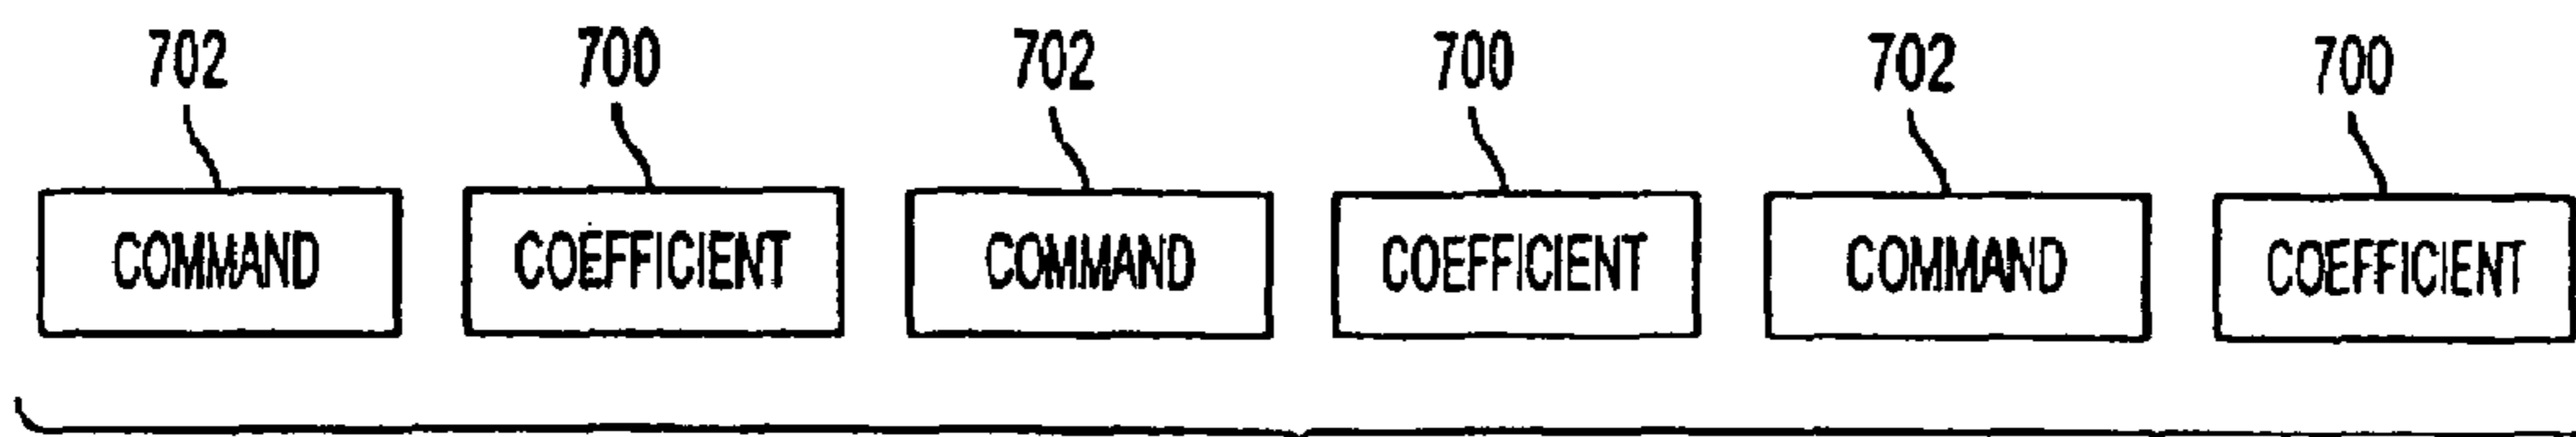 702 700 702 700 702 700
COMMAND COEFFICIENT COMMAND COEFFICIENT COMMAND COEFFICIENT